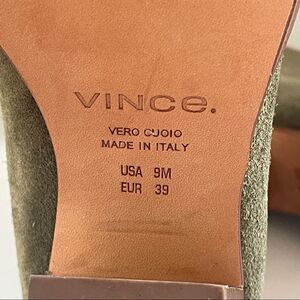 VINCE.
VERO CUOIO
MADE IN ITALY
USA 9M
EUR 39